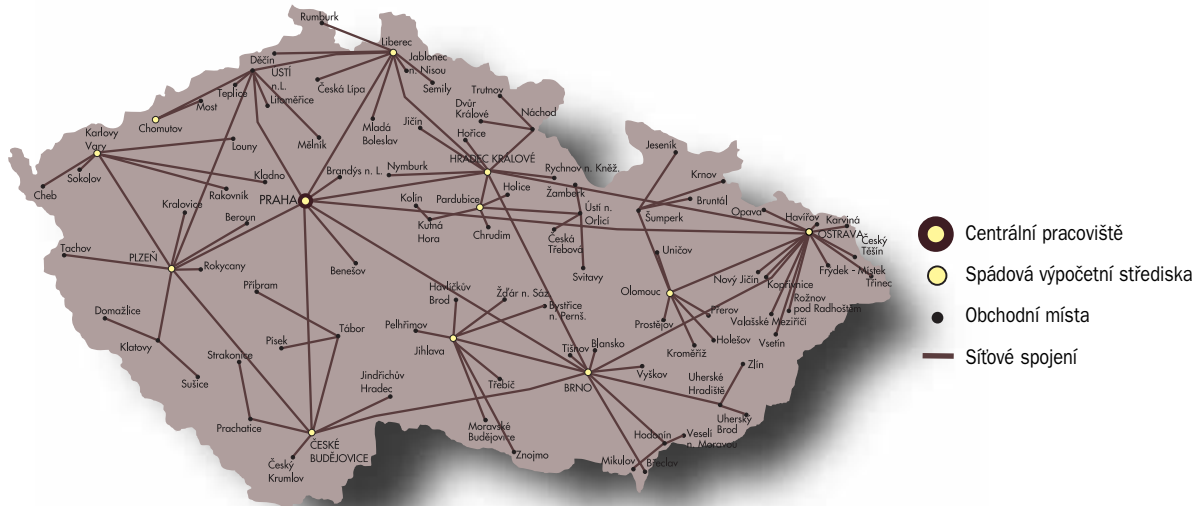 Rumburk
Liberec
Děčín
Jablonec
n. Nisou
ÚSTÍ
n.L.
Teplice
Česká Lípa
Semily
Litoměřice
Most
Trutnov
Dvůr
Králové
Náchod
Chomutov
Mladá
Boleslav
Jičín
Hořice
Karlovy
Vary
Louny
Mělník
Jeseník
HRADEC KRÁLOVÉ
Sokolov
Cheb
Kladno
Brandýs n. L.
Nymburk
Rychnov n. Kněž.
Krnov
Rakovník
PRAHA
Holice
Žamberk
Bruntál
Kolín
Pardubice
Kralovice
Beroun
Ústí n.
Orlicí
Šumperk
Opava
Havířov
Karviná
OSTRAVA
Kutná
Hora
Chrudim
Česká
Třebová
Český
Těšín
Tachov
PLZEŇ
Rokycany
Benešov
Uničov
Svitavy
Nový Jičín
Kopřivnice
Frýdek - Místek
Třinec
Příbram
Havlíčkův
Brod
Žďár n. Sáz.
Bystřice
n. Pernš.
Olomouc
Rožnov
pod Radhoštěm
Domažlice
Přerov
Valašské Meziříčí
Prostějov
Pelhřimov
Tábor
Klatovy
Písek
Jihlava
Holešov
Vsetín
Strakonice
Tišnov
Blansko
Kroměříž
Sušice
Jindřichův
Hradec
Třebíč
BRNO
Vyškov
Zlín
Uherské
Hradiště
Prachatice
Moravské
Budějovice
Uherský
Brod
ČESKÉ
BUDĚJOVICE
Hodonín
Veselí
n. Moravou
Znojmo
Český
Krumlov
Mikulov
Břeclav
Centrální pracoviště
Spádová výpočetní střediska
Obchodní místa
Síťové spojení